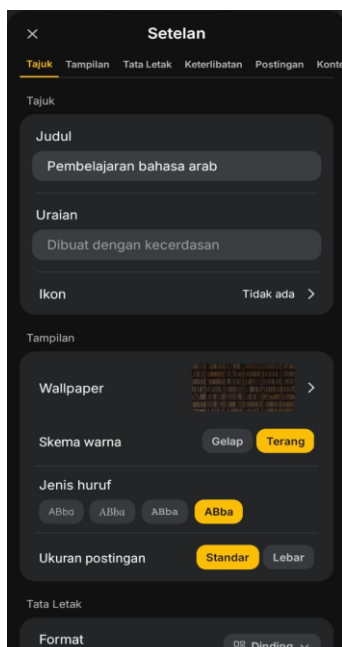 Setelan
Tajuk Tampilan Tata Letak Keterlibatan Postingan Konte
Tajuk
Judul
Pembelajaran bahasa arab
Uraian
Dibuat dengan kecerdasan
Ikon Tidak ada
Tampilan
Wallpaper
Skema warna Gelap Terang
Jenis huruf
ABba ABba ABba ABba
Ukuran postingan Standar Lebar
Tata Letak
Format Dinding